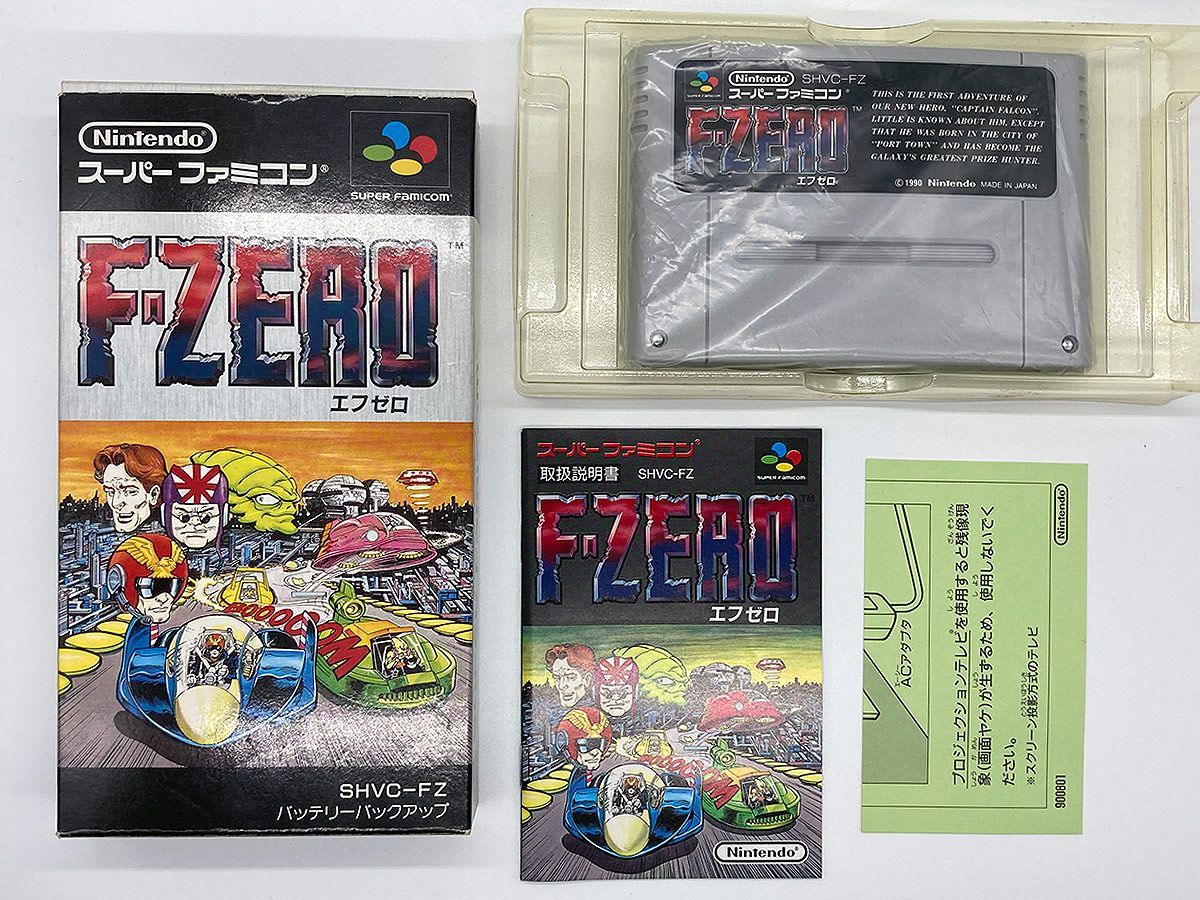 Nintendo®
スーパーファミコン®
SUPER FAMICOM®
F-ZERO™
エフゼロ
BOOOOOOM
SHVC-FZ
バッテリーバックアップ
Nintendo® SHVC-FZ
スーパーファミコン®
SUPER FAMICOM
F-ZERO™
エフゼロ
THIS IS THE FIRST ADVENTURE OF
OUR NEW HERO, "CAPTAIN FALCON".
LITTLE IS KNOWN ABOUT HIM, EXCEPT
THAT HE WAS BORN IN THE CITY OF
"PORT TOWN" AND HAS BECOME THE
GALAXY'S GREATEST PRIZE HUNTER.
©1990 Nintendo MADE IN JAPAN
スーパーファミコン®
取扱説明書 SHVC-FZ
SUPER FAMICOM
F-ZERO™
エフゼロ
BOOOOOOM
Nintendo®
Nintendo®
ACアダプタ
プロジェクションテレビを使用すると残像現
象(画面ヤケ)が生ずるため、使用しないでく
ださい。
※スクリーン投影方式のテレビ
900801